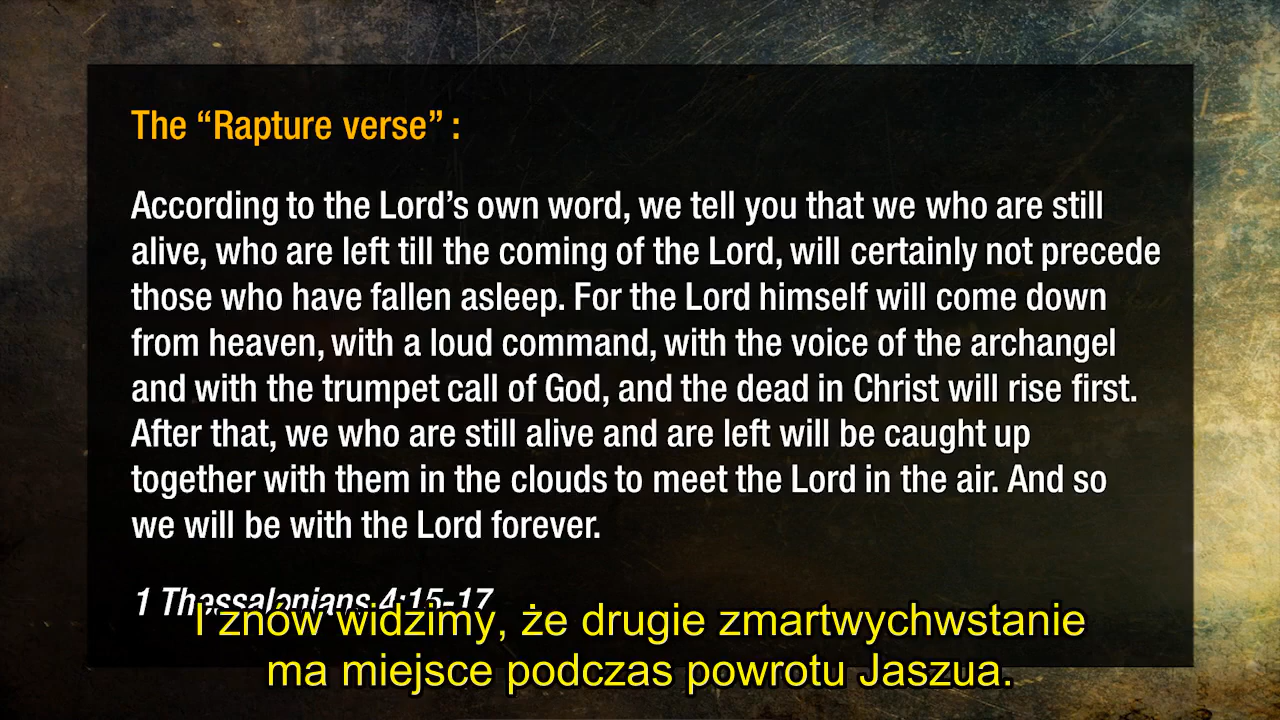 The “Rapture verse” :
According to the Lord’s own word, we tell you that we who are still
alive, who are left till the coming of the Lord, will certainly not precede
those who have fallen asleep. For the Lord himself will come down
from heaven, with a loud command, with the voice of the archangel
and with the trumpet call of God, and the dead in Christ will rise first.
After that, we who are still alive and are left will be caught up
together with them in the clouds to meet the Lord in the air. And so
we will be with the Lord forever.
1 Thessalonians 4:15-17
I znów widzimy, że drugie zmartwychwstanie
ma miejsce podczas powrotu Jaszua.